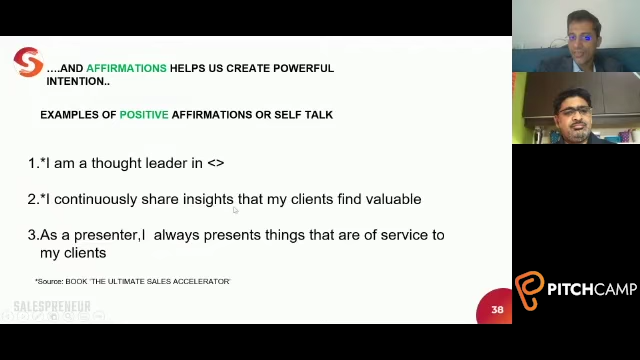 ....AND AFFIRMATIONS HELPS US CREATE POWERFUL
INTENTION..
EXAMPLES OF POSITIVE AFFIRMATIONS OR SELF TALK
1.*I am a thought leader in <>
2.*I continuously share insights that my clients find valuable
3.As a presenter,I always presents things that are of service to
my clients
*Source: BOOK 'THE ULTIMATE SALES ACCELERATOR'
SALESPRENEUR
38
PITCHCAMP